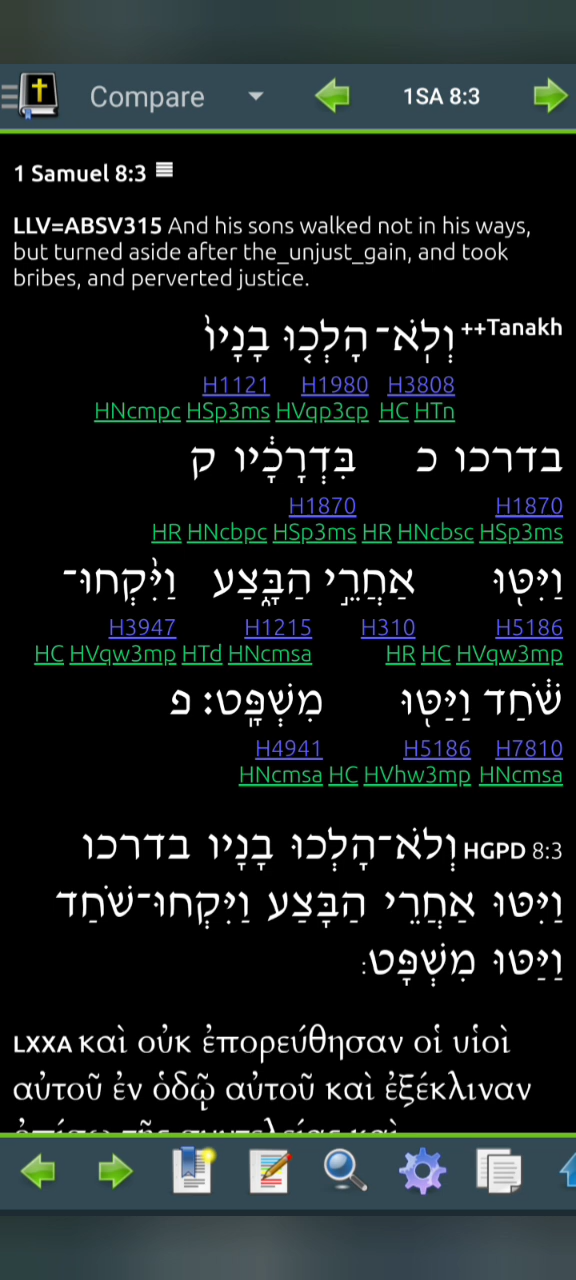 Compare
1SA 8:3
1 Samuel 8:3
LLV=ABSV315 And his sons walked not in his ways,
but turned aside after the_unjust_gain, and took
bribes, and perverted justice.
++Tanakh וְלֹֽא־הָלְכ֤וּ בָנָיו֙
H1121 H1980 H3808
HNcmpc HSp3ms HVqp3cp HC HTn
בדרכו כ בִּדְרָכָ֔יו ק
H1870 H1870
HR HNcbpc HSp3ms HR HNcbsc HSp3ms
וַיִּטּ֖וּ אַחֲרֵ֣י הַבָּ֑צַע וַיִּ֨קְחוּ־
H3947 H1215 H310 H5186
HC HVqw3mp HTd HNcmsa HR HC HVqw3mp
שֹׁ֔חַד וַיַּטּ֖וּ מִשְׁפָּֽט׃ פ
H4941 H5186 H7810
HNcmsa HC HVhw3mp HNcmsa
HGPD 8:3 וְלֹא־הָלְכוּ בָנָיו בדרכו
וַיִּטּוּ אַחֲרֵי הַבָּצַע וַיִּקְחוּ־שֹׁחַד
וַיַּטּוּ מִשְׁפָּט׃
LXXA καὶ οὐκ ἐπορεύθησαν οἱ υἱοὶ
αὐτοῦ ἐν ὁδῷ αὐτοῦ καὶ ἐξέκλιναν